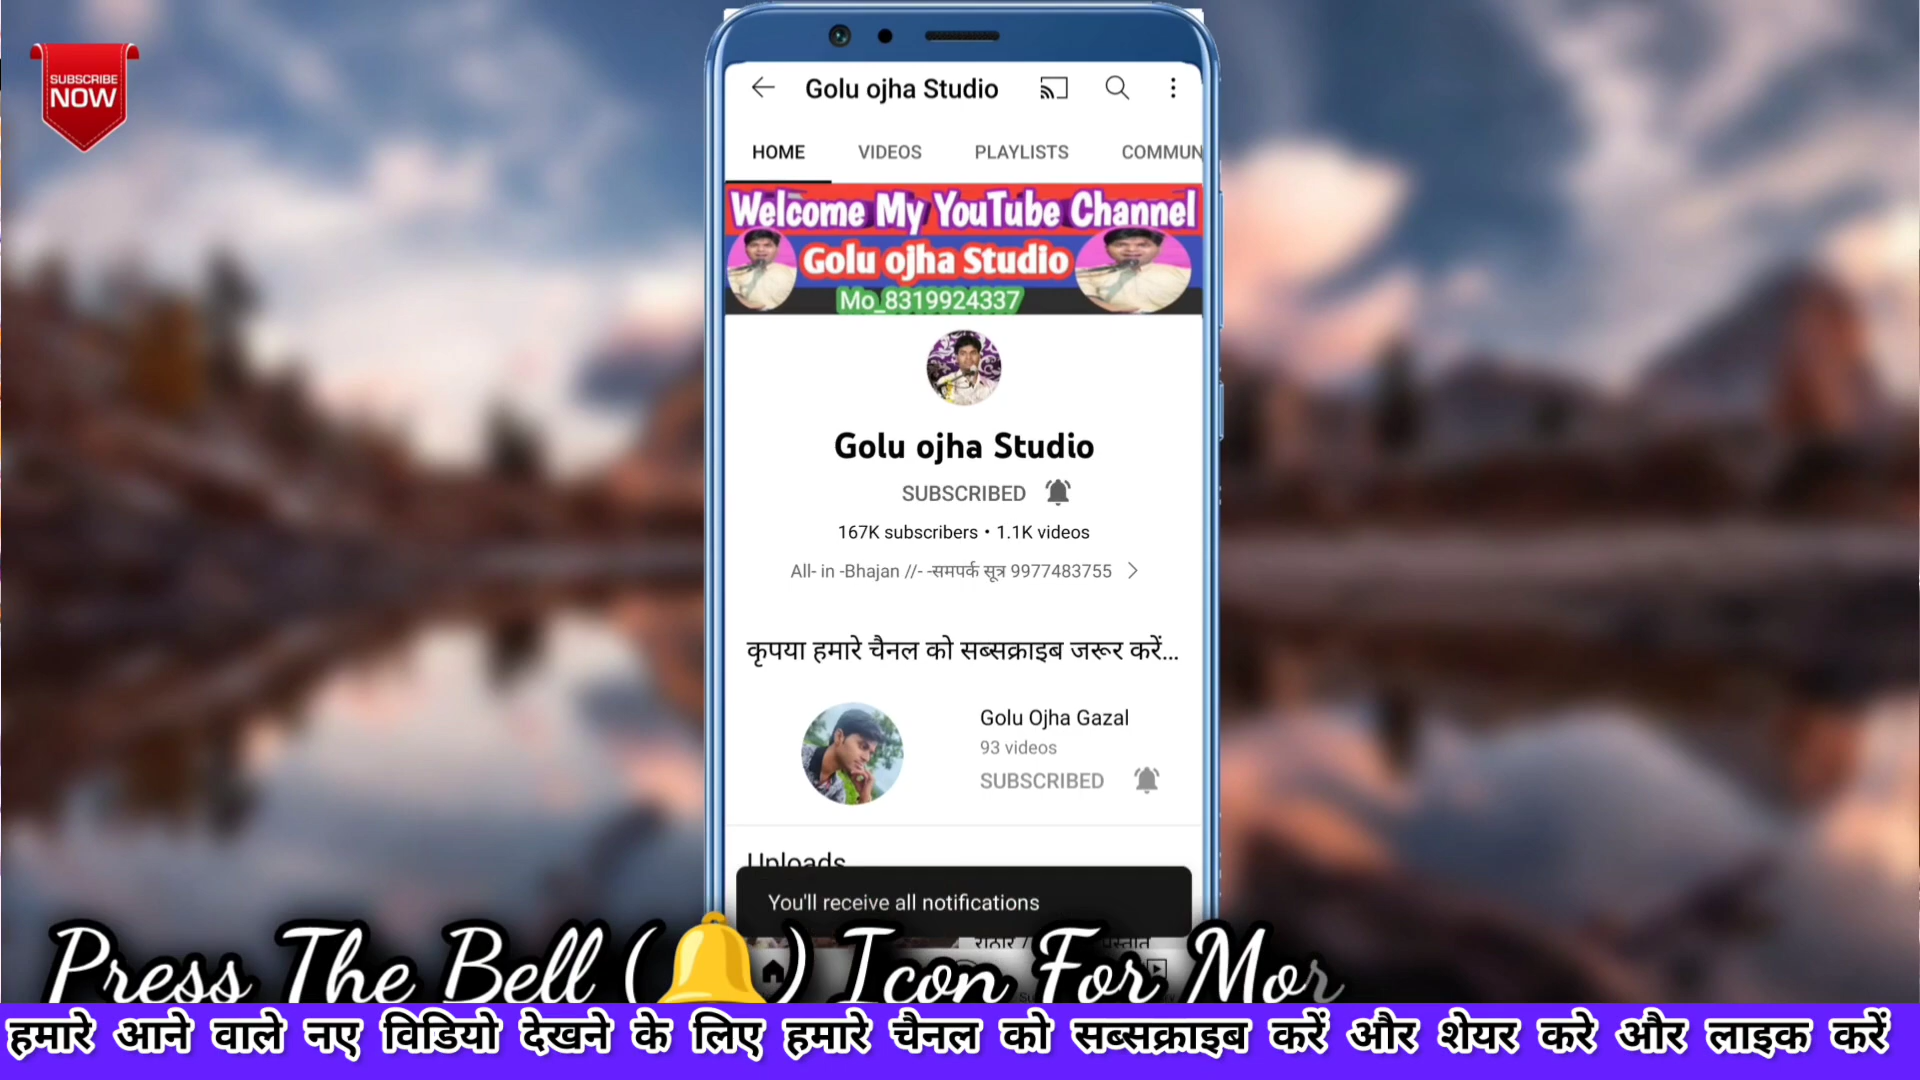 SUBSCRIBE
NOW
Golu ojha Studio
HOME VIDEOS PLAYLISTS COMMUN
Welcome My YouTube Channel
Golu ojha Studio
Mo_8319924337
Golu ojha Studio
SUBSCRIBED
167K subscribers • 1.1K videos
All- in -Bhajan //- -समपर्क सूत्र 9977483755
कृपया हमारे चैनल को सब्सक्राइब जरूर करें...
Golu Ojha Gazal
93 videos
SUBSCRIBED
Uploads
You'll receive all notifications
Press The Bell (🔔) Icon For Mor
हमारे आने वाले नए विडियो देखने के लिए हमारे चैनल को सब्सक्राइब करें और शेयर करे और लाइक करें